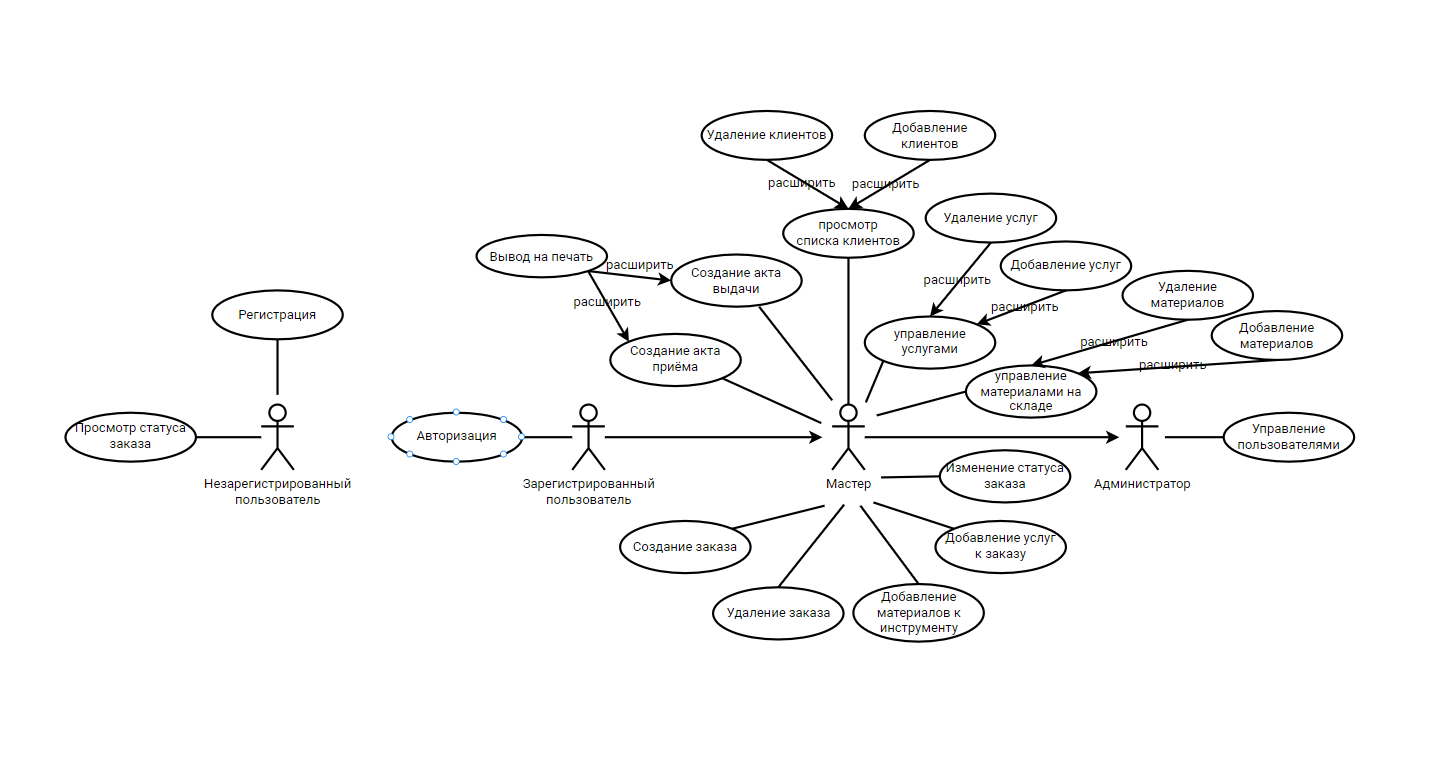 Удаление клиентов
Добавление
клиентов
расширить
расширить
просмотр
списка клиентов
Удаление услуг
Вывод на печать
расширить
Создание акта
выдачи
расширить
Добавление услуг
расширить
Удаление
материалов
расширить
Регистрация
Создание акта
приёма
управление
услугами
расширить
Добавление
материалов
расширить
управление
материалами на
складе
Просмотр статуса
заказа
Авторизация
Управление
пользователями
Незарегистрированный
пользователь
Зарегистрированный
пользователь
Мастер
Изменение статуса
заказа
Администратор
Создание заказа
Добавление услуг
к заказу
Удаление заказа
Добавление
материалов к
инструменту